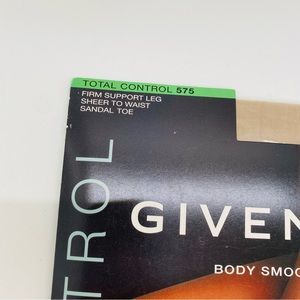 TOTAL CONTROL 575
FIRM SUPPORT LEG
SHEER TO WAIST
SANDAL TOE
TROL
GIVEN
BODY SMOO